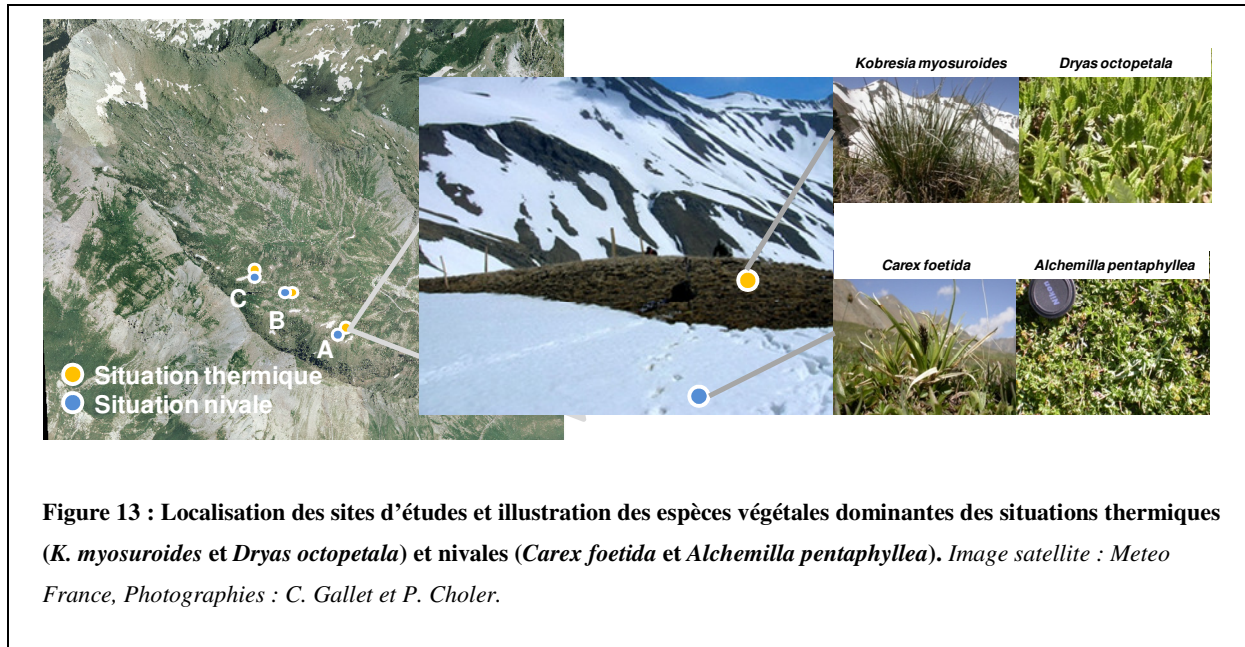 Kobresia myosuroides
Dryas octopetala
C
B
A
Situation thermique
Situation nivale
Carex foetida
Alchemilla pentaphyllea
Nikon
Figure 13 : Localisation des sites d'études et illustration des espèces végétales dominantes des situations thermiques
(K. myosuroides et Dryas octopetala) et nivales (Carex foetida et Alchemilla pentaphyllea). Image satellite : Meteo
France, Photographies : C. Gallet et P. Choler.